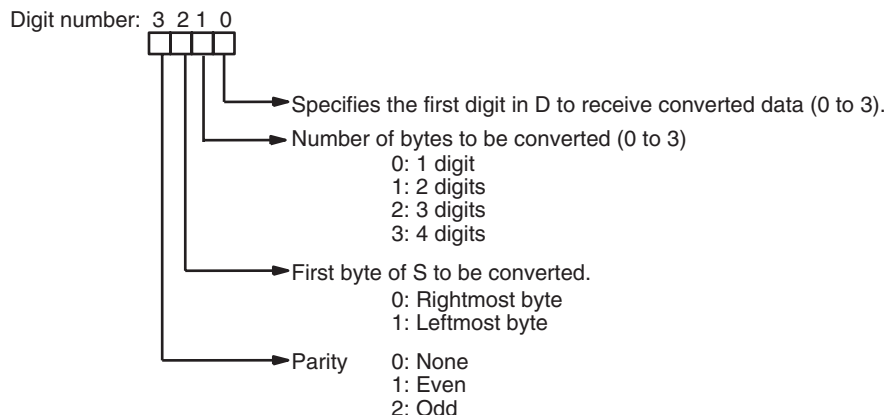 Digit number: 3 2 1 0
Specifies the first digit in D to receive converted data (0 to 3).
Number of bytes to be converted (0 to 3)
0: 1 digit
1: 2 digits
2: 3 digits
3: 4 digits
First byte of S to be converted.
0: Rightmost byte
1: Leftmost byte
Parity 0: None
1: Even
2: Odd